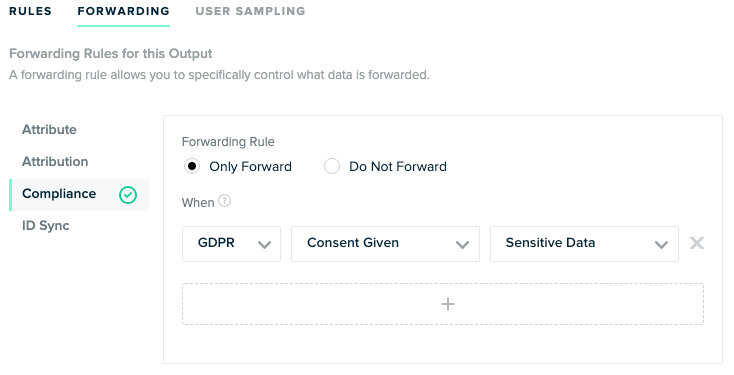 RULES FORWARDING USER SAMPLING
Forwarding Rules for this Output
A forwarding rule allows you to specifically control what data is forwarded.
Attribute
Attribution
Compliance
ID Sync
Forwarding Rule
Only Forward Do Not Forward
When ?
GDPR Consent Given Sensitive Data
+